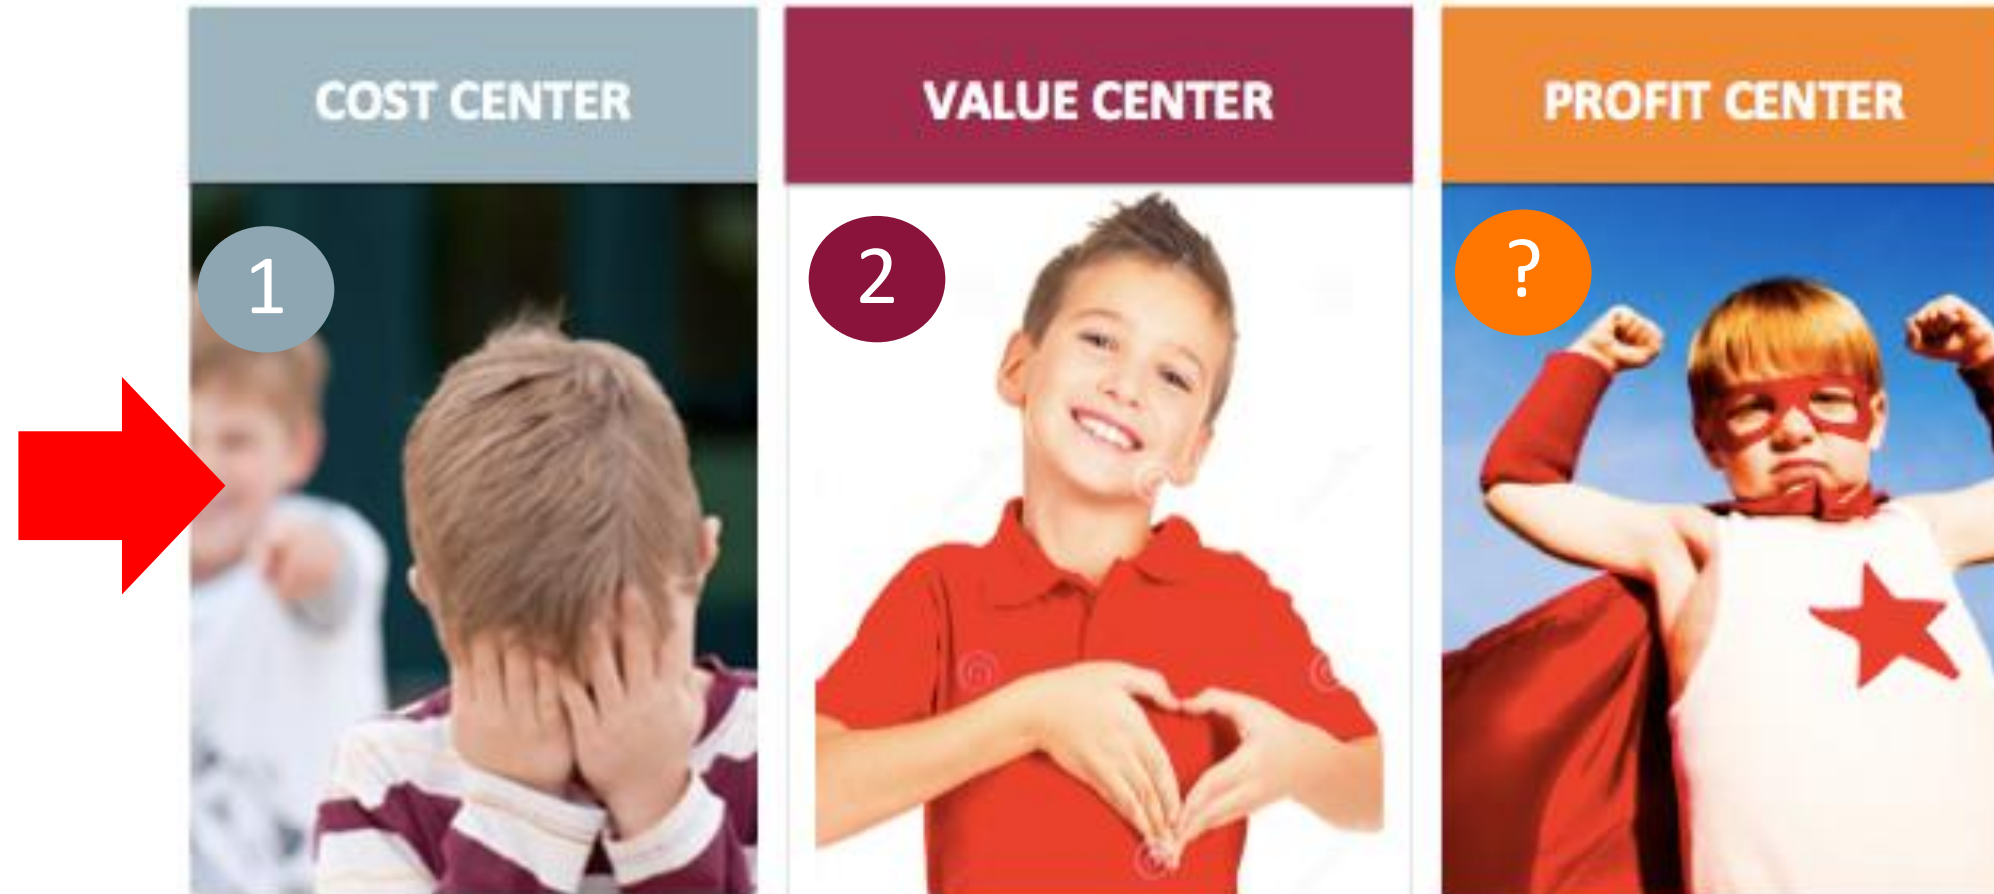 COST CENTER
VALUE CENTER
PROFIT CENTER
1
2
?